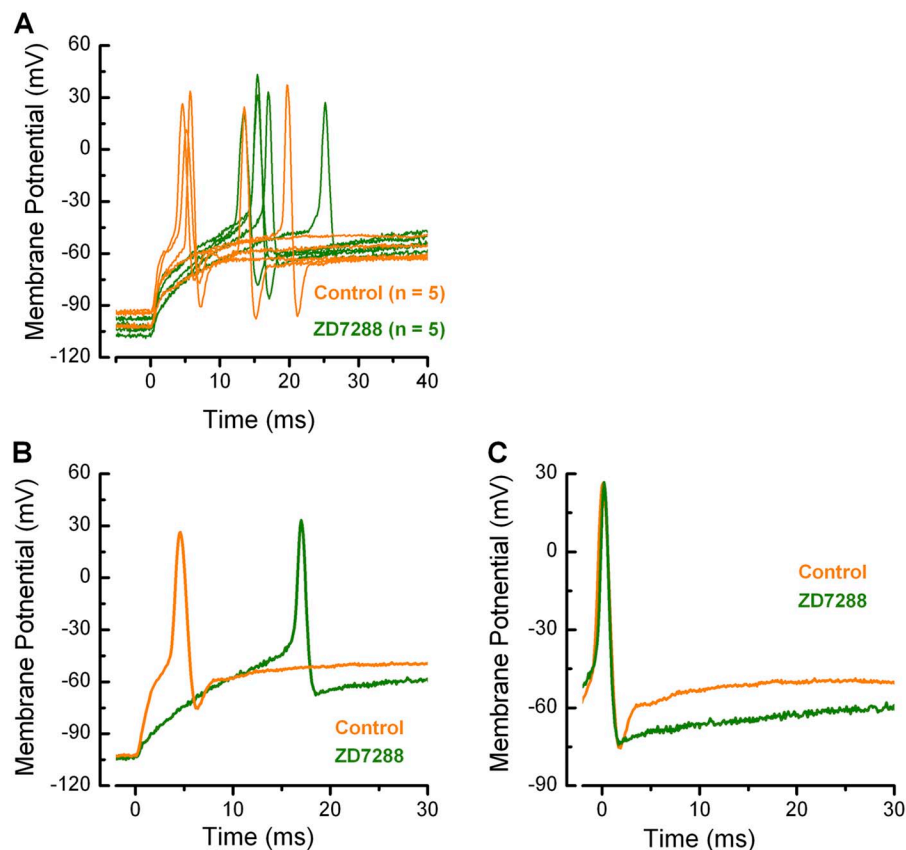 A
Membrane Potnential (mV)
60
30
0
-30
-60
-90
-120
Control (n = 5)
ZD7288 (n = 5)
0 10 20 30 40
Time (ms)
B
Membrane Potnential (mV)
60
30
0
-30
-60
-90
-120
Control
ZD7288
0 10 20 30
Time (ms)
C
Membrane Potnential (mV)
30
0
-30
-60
-90
Control
ZD7288
0 10 20 30
Time (ms)